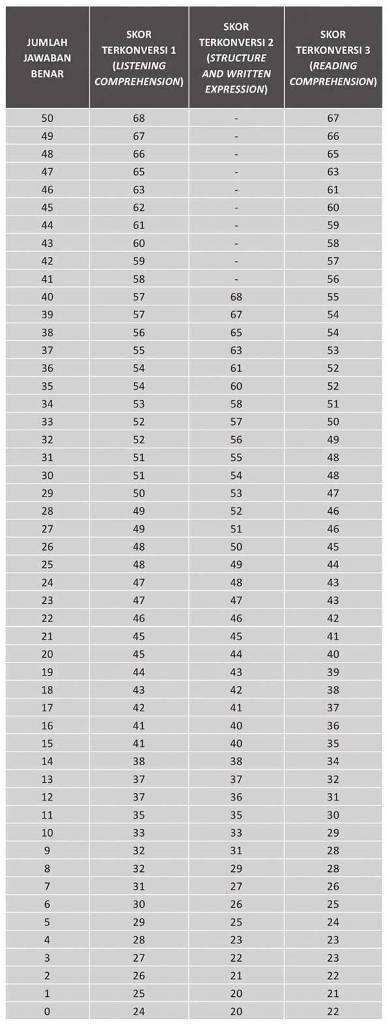 JUMLAH
JAWABAN
BENAR
SKOR
TERKONVERSI 1
(LISTENING
COMPREHENSION)
SKOR
TERKONVERSI 2
(STRUCTURE
AND WRITTEN
EXPRESSION)
SKOR
TERKONVERSI 3
(READING
COMPREHENSION)
50 68 - 67
49 67 - 66
48 66 - 65
47 65 - 63
46 63 - 61
45 62 - 60
44 61 - 59
43 60 - 58
42 59 - 57
41 58 - 56
40 57 68 55
39 57 67 54
38 56 65 54
37 55 63 53
36 54 61 52
35 54 60 52
34 53 58 51
33 52 57 50
32 52 56 49
31 51 55 48
30 51 54 48
29 50 53 47
28 49 52 46
27 49 51 46
26 48 50 45
25 48 49 44
24 47 48 43
23 47 47 43
22 46 46 42
21 45 45 41
20 45 44 40
19 44 43 39
18 43 42 38
17 42 41 37
16 41 40 36
15 41 40 35
14 38 38 34
13 37 37 32
12 37 36 31
11 35 35 30
10 33 33 29
9 32 31 28
8 32 29 28
7 31 27 26
6 30 26 25
5 29 25 24
4 28 23 23
3 27 22 23
2 26 21 22
1 25 20 21
0 24 20 22